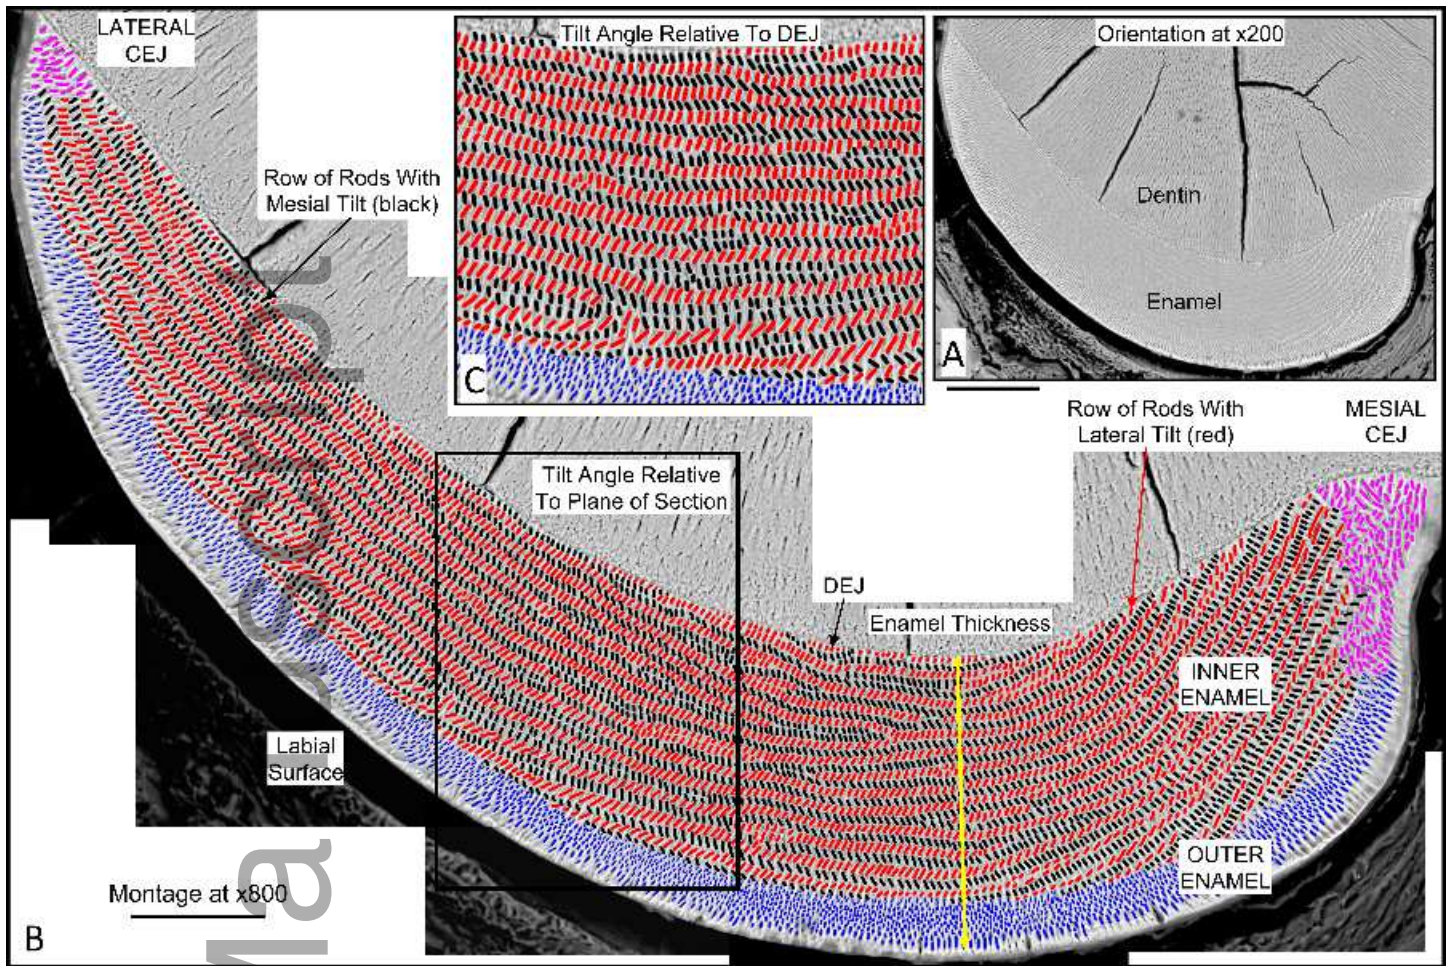 LATERAL
CEJ
Tilt Angle Relative To DEJ
Orientation at x200
Row of Rods With
Mesial Tilt (black)
Dentin
Enamel
C
A
Row of Rods With
Lateral Tilt (red)
MESIAL
CEJ
Tilt Angle Relative
To Plane of Section
DEJ
Enamel Thickness
INNER
ENAMEL
Labial
Surface
OUTER
ENAMEL
Montage at x800
B